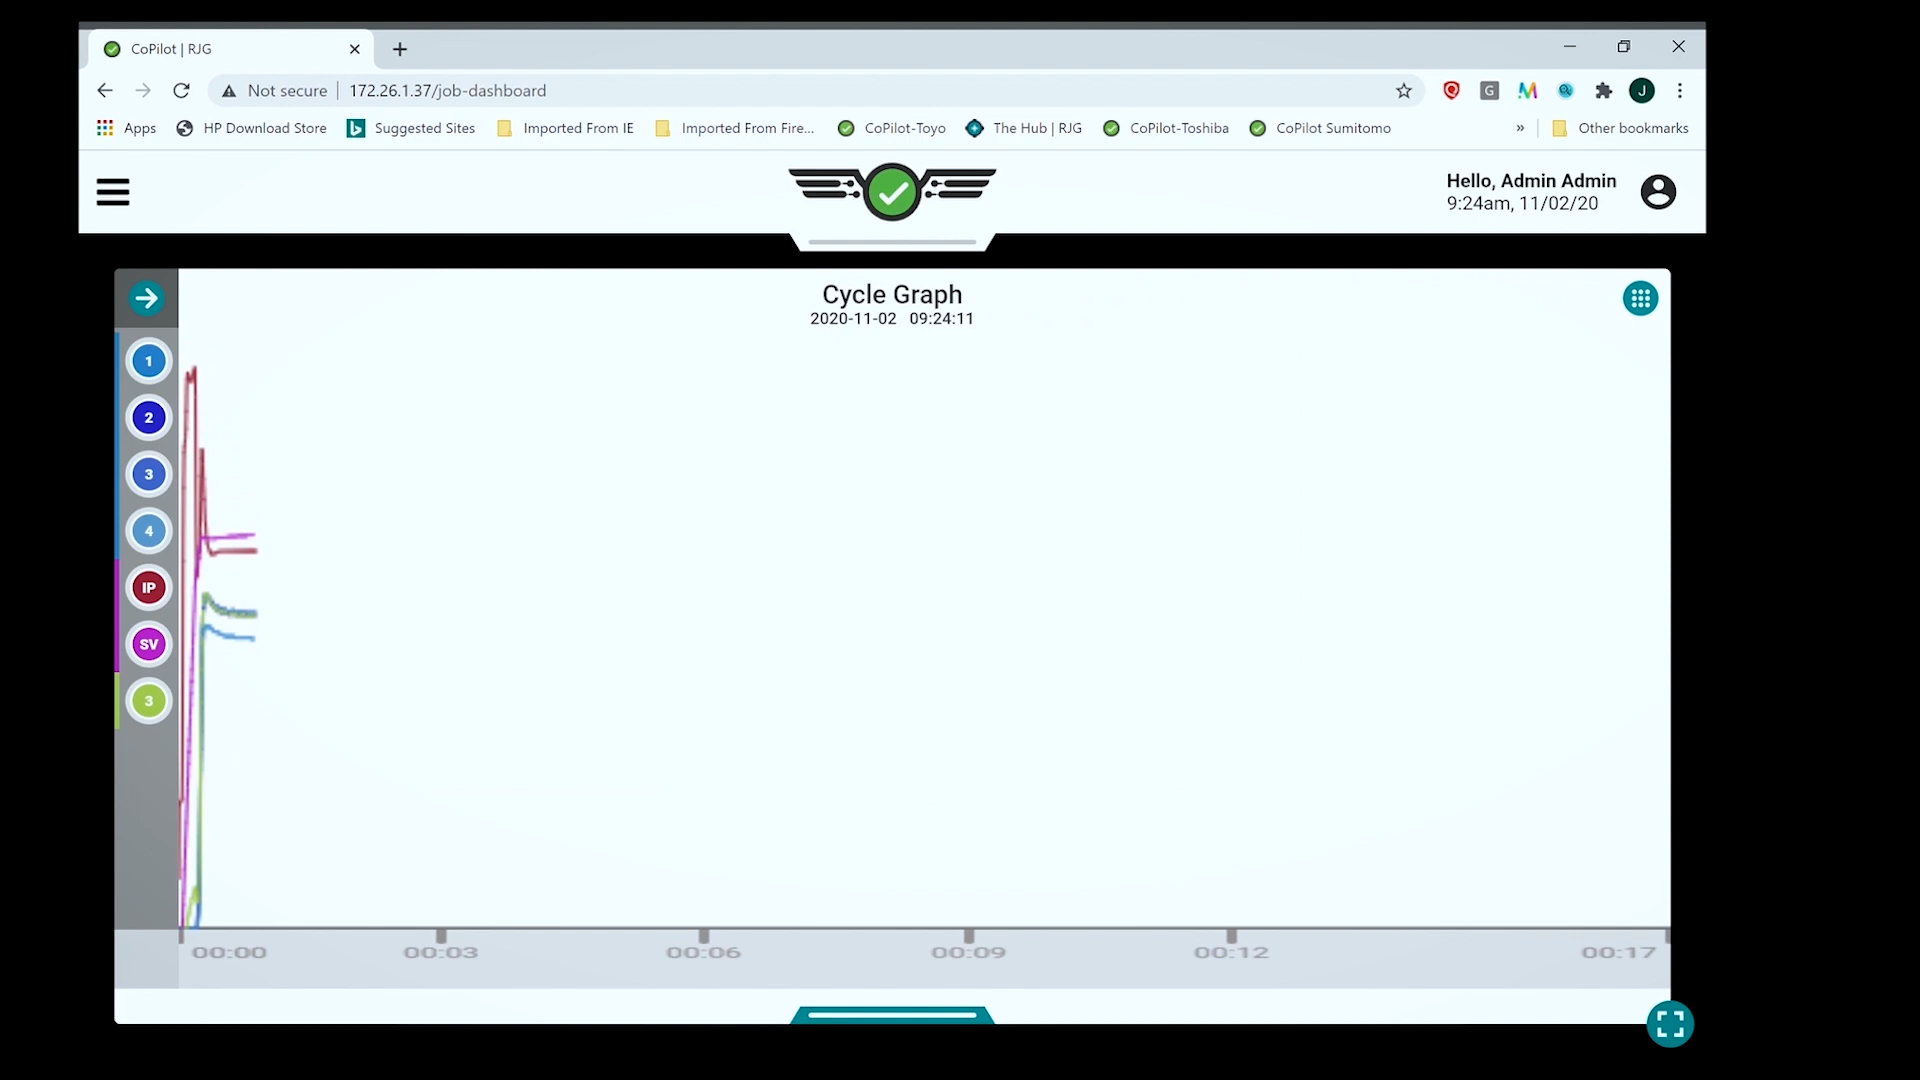 CoPilot | RJG
Not secure
172.26.1.37/job-dashboard
G
J
Apps
HP Download Store
Suggested Sites
Imported From IE
Imported From Fire...
CoPilot-Toyo
The Hub | RJG
CoPilot-Toshiba
CoPilot Sumitomo
»
Other bookmarks
Hello, Admin Admin
9:24am, 11/02/20
Cycle Graph
2020-11-02 09:24:11
1
2
3
4
IP
SV
3
00:00
00:03
00:06
00:09
00:12
00:17